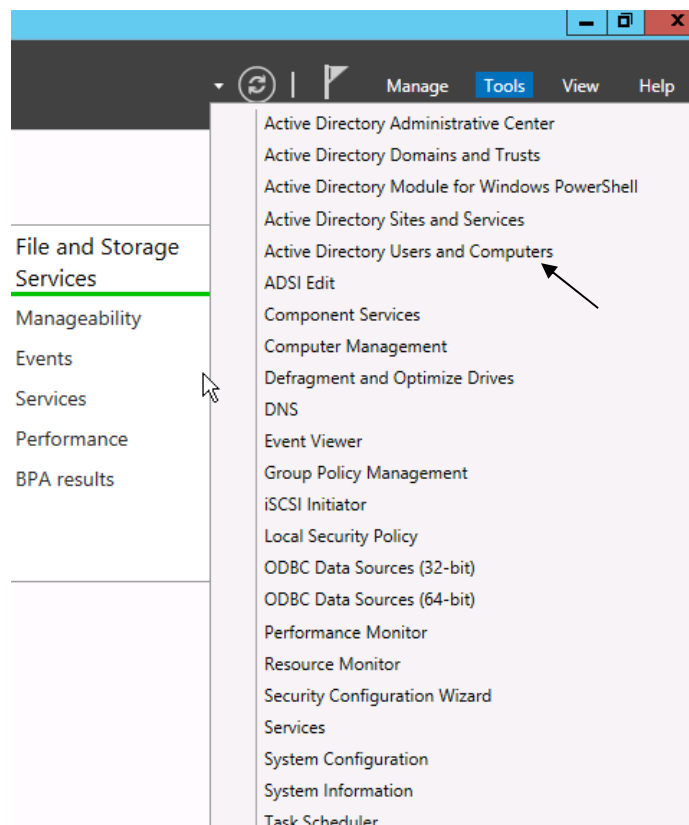 Manage Tools View Help
Active Directory Administrative Center
Active Directory Domains and Trusts
Active Directory Module for Windows PowerShell
Active Directory Sites and Services
Active Directory Users and Computers
ADSI Edit
Component Services
Computer Management
Defragment and Optimize Drives
DNS
Event Viewer
Group Policy Management
iSCSI Initiator
Local Security Policy
ODBC Data Sources (32-bit)
ODBC Data Sources (64-bit)
Performance Monitor
Resource Monitor
Security Configuration Wizard
Services
System Configuration
System Information
Task Scheduler
File and Storage
Services
Manageability
Events
Services
Performance
BPA results